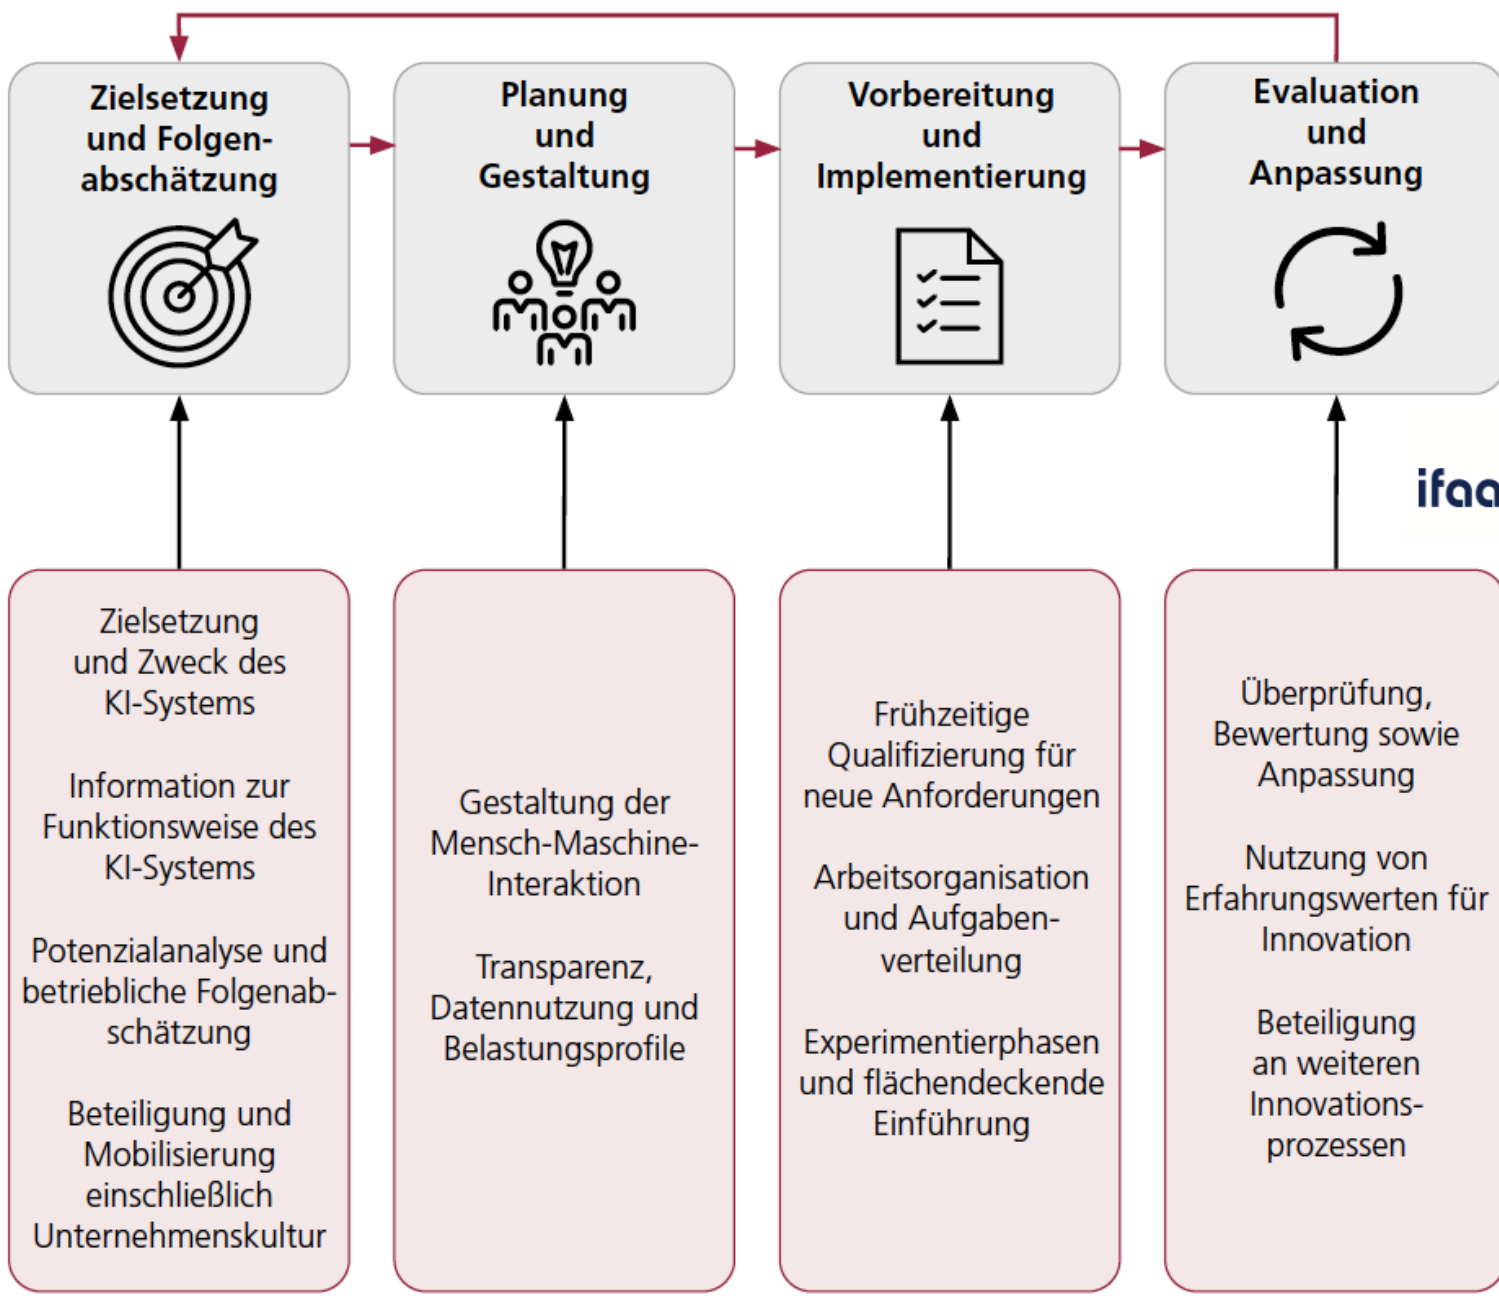 Zielsetzung
und Folgen-
abschätzung
Planung
und
Gestaltung
Vorbereitung
und
Implementierung
Evaluation
und
Anpassung
ifaa
Zielsetzung
und Zweck des
KI-Systems
Information zur
Funktionsweise des
KI-Systems
Potenzialanalyse und
betriebliche Folgenab-
schätzung
Beteiligung und
Mobilisierung
einschließlich
Unternehmenskultur
Gestaltung der
Mensch-Maschine-
Interaktion
Transparenz,
Datennutzung und
Belastungsprofile
Frühzeitige
Qualifizierung für
neue Anforderungen
Arbeitsorganisation
und Aufgaben-
verteilung
Experimentierphasen
und flächendeckende
Einführung
Überprüfung,
Bewertung sowie
Anpassung
Nutzung von
Erfahrungswerten für
Innovation
Beteiligung
an weiteren
Innovations-
prozessen